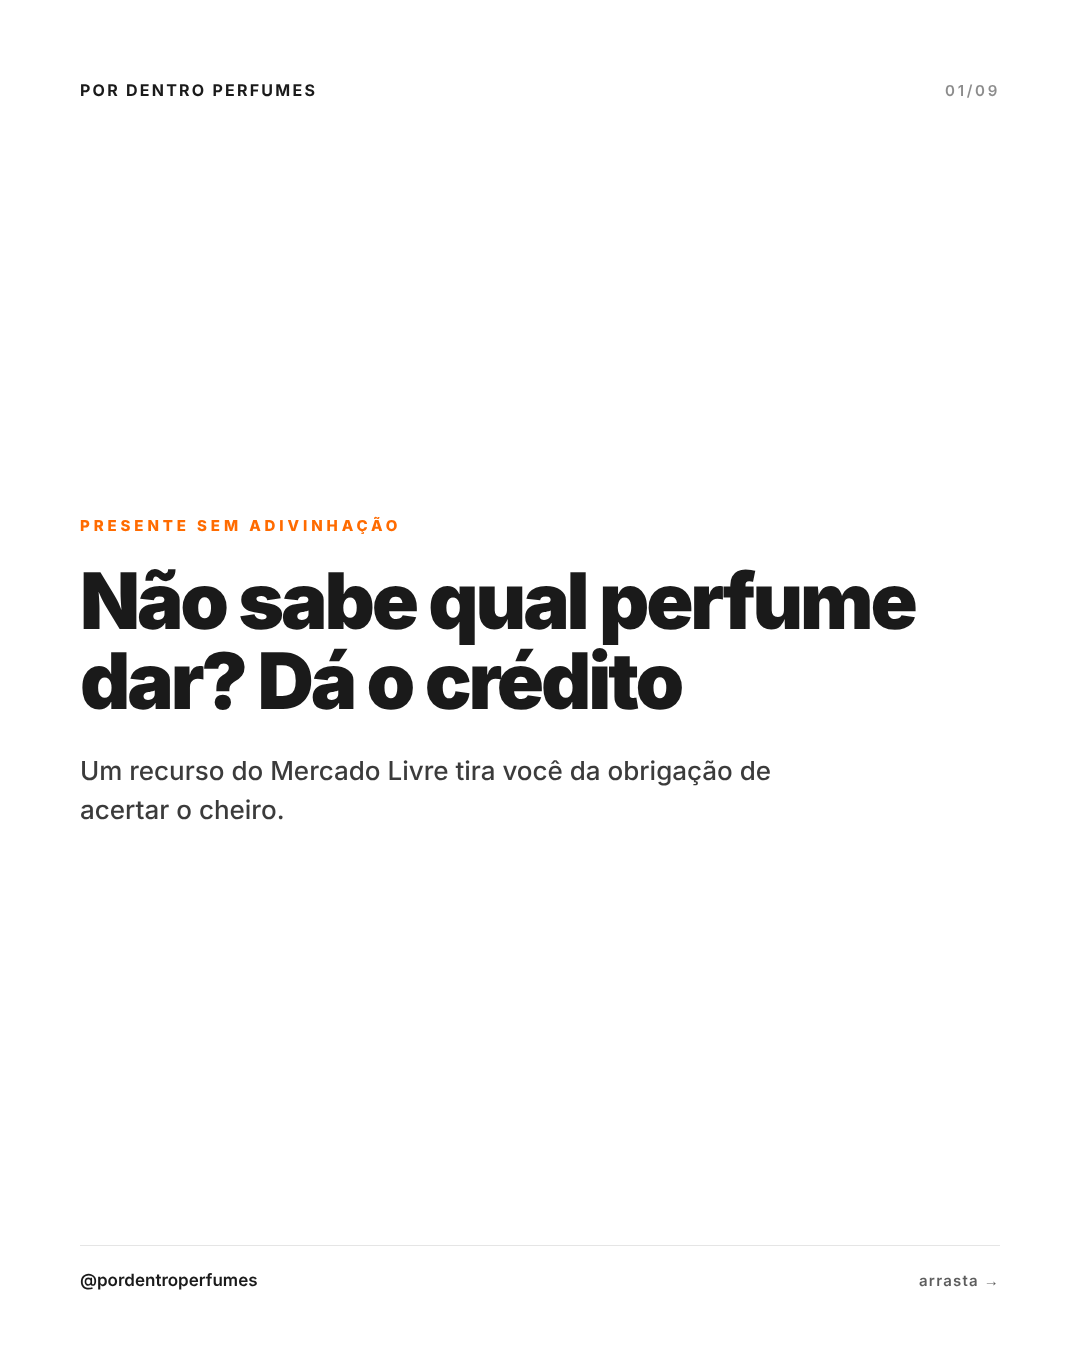 POR DENTRO PERFUMES
01/09
PRESENTE SEM ADIVINHAÇÃO
Não sabe qual perfume
dar? Dá o crédito
Um recurso do Mercado Livre tira você da obrigação de
acertar o cheiro.
@pordentroperfumes
arrasta →